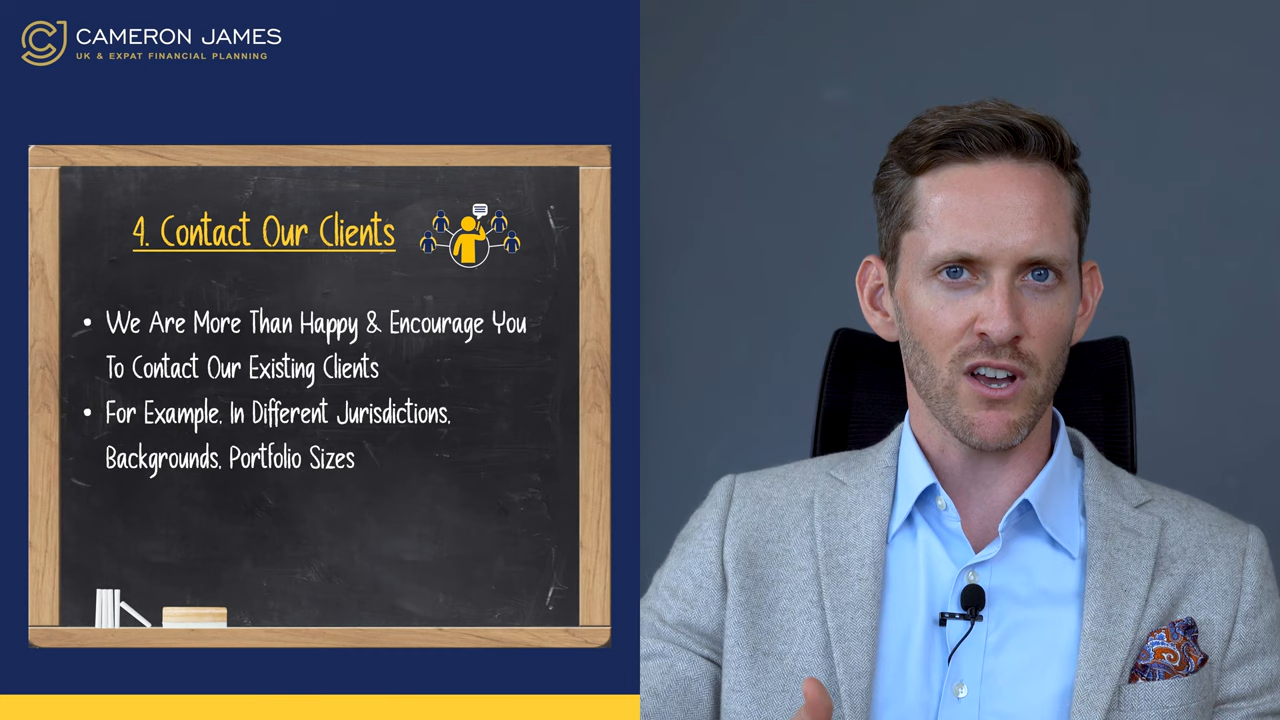 CAMERON JAMES
UK & EXPAT FINANCIAL PLANNING
4. Contact Our Clients
• We Are More Than Happy & Encourage You
To Contact Our Existing Clients
• For Example, In Different Jurisdictions,
Backgrounds, Portfolio Sizes